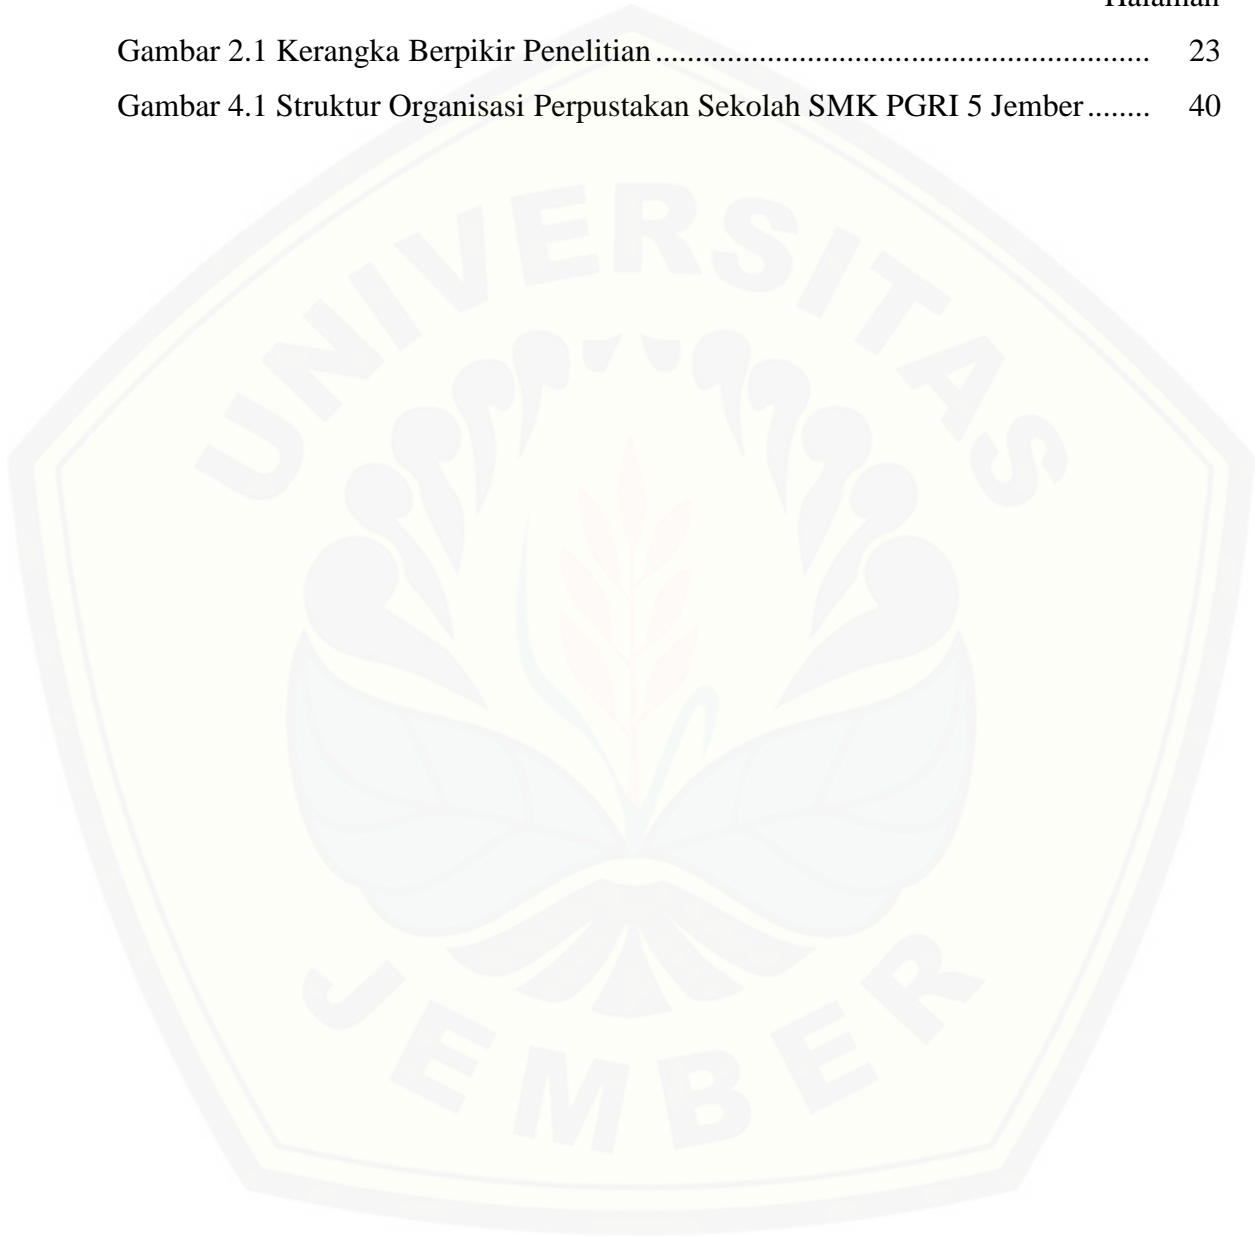 Halaman
Gambar 2.1 Kerangka Berpikir Penelitian ............................................................... 23
Gambar 4.1 Struktur Organisasi Perpustakan Sekolah SMK PGRI 5 Jember ........ 40
UNIVERSITAS
JEMBER